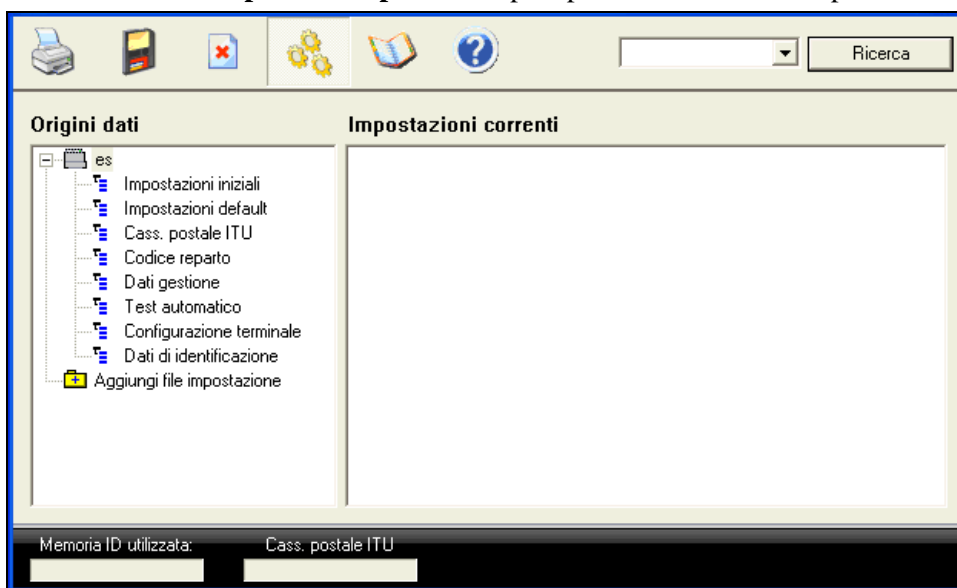 Ricerca
Origini dati
Impostazioni correnti
es
Impostazioni iniziali
Impostazioni default
Cass. postale ITU
Codice reparto
Dati gestione
Test automatico
Configurazione terminale
Dati di identificazione
Aggiungi file impostazione
Memoria ID utilizzata:
Cass. postale ITU